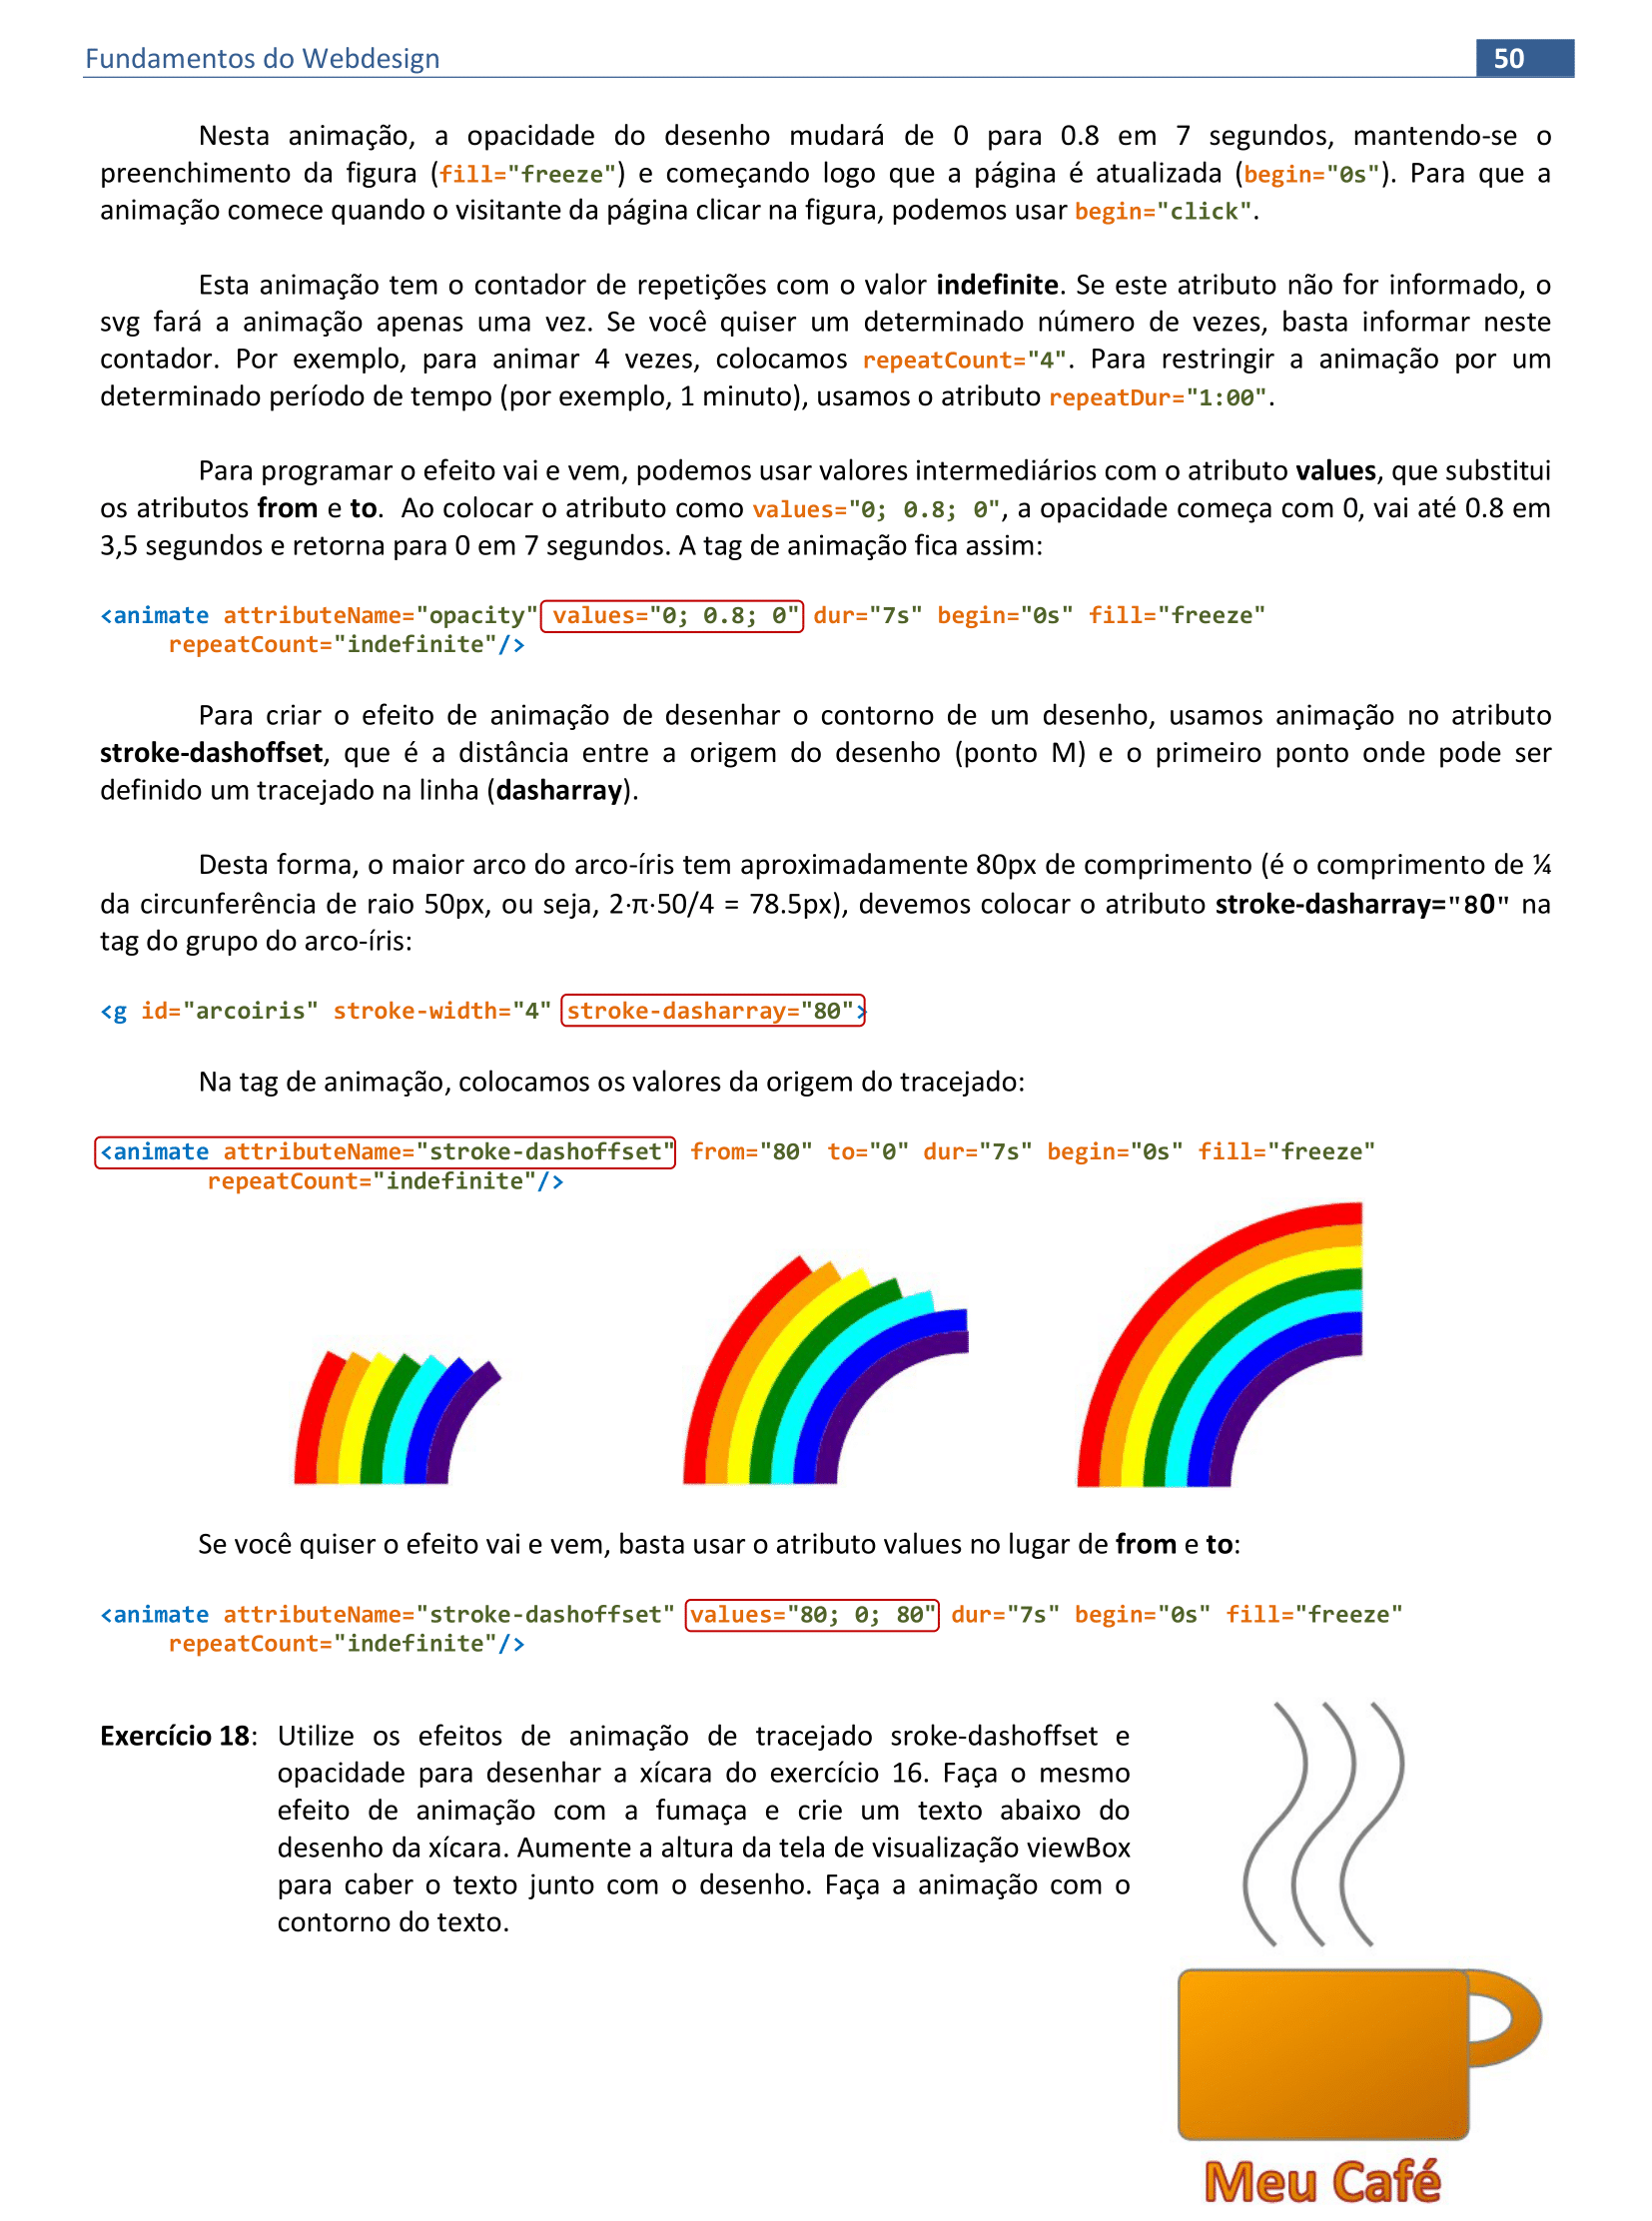 Fundamentos do Webdesign 50
Nesta animação, a opacidade do desenho mudará de 0 para 0.8 em 7 segundos, mantendo-se o
preenchimento da figura (fill="freeze") e começando logo que a página é atualizada (begin="0s"). Para que a
animação comece quando o visitante da página clicar na figura, podemos usar begin="click".
Esta animação tem o contador de repetições com o valor indefinite. Se este atributo não for informado, o
svg fará a animação apenas uma vez. Se você quiser um determinado número de vezes, basta informar neste
contador. Por exemplo, para animar 4 vezes, colocamos repeatCount="4". Para restringir a animação por um
determinado período de tempo (por exemplo, 1 minuto), usamos o atributo repeatDur="1:00".
Para programar o efeito vai e vem, podemos usar valores intermediários com o atributo values, que substitui
os atributos from e to. Ao colocar o atributo como values="0; 0.8; 0", a opacidade começa com 0, vai até 0.8 em
3,5 segundos e retorna para 0 em 7 segundos. A tag de animação fica assim:
<animate attributeName="opacity" values="0; 0.8; 0" dur="7s" begin="0s" fill="freeze"
repeatCount="indefinite"/>
Para criar o efeito de animação de desenhar o contorno de um desenho, usamos animação no atributo
stroke-dashoffset, que é a distância entre a origem do desenho (ponto M) e o primeiro ponto onde pode ser
definido um tracejado na linha (dasharray).
Desta forma, o maior arco do arco-íris tem aproximadamente 80px de comprimento (é o comprimento de ¼
da circunferência de raio 50px, ou seja, 2·π·50/4 = 78.5px), devemos colocar o atributo stroke-dasharray="80" na
tag do grupo do arco-íris:
<g id="arcoiris" stroke-width="4" stroke-dasharray="80">
Na tag de animação, colocamos os valores da origem do tracejado:
<animate attributeName="stroke-dashoffset" from="80" to="0" dur="7s" begin="0s" fill="freeze"
repeatCount="indefinite"/>
Se você quiser o efeito vai e vem, basta usar o atributo values no lugar de from e to:
<animate attributeName="stroke-dashoffset" values="80; 0; 80" dur="7s" begin="0s" fill="freeze"
repeatCount="indefinite"/>
Exercício 18: Utilize os efeitos de animação de tracejado sroke-dashoffset e
opacidade para desenhar a xícara do exercício 16. Faça o mesmo
efeito de animação com a fumaça e crie um texto abaixo do
desenho da xícara. Aumente a altura da tela de visualização viewBox
para caber o texto junto com o desenho. Faça a animação com o
contorno do texto.
Meu Café